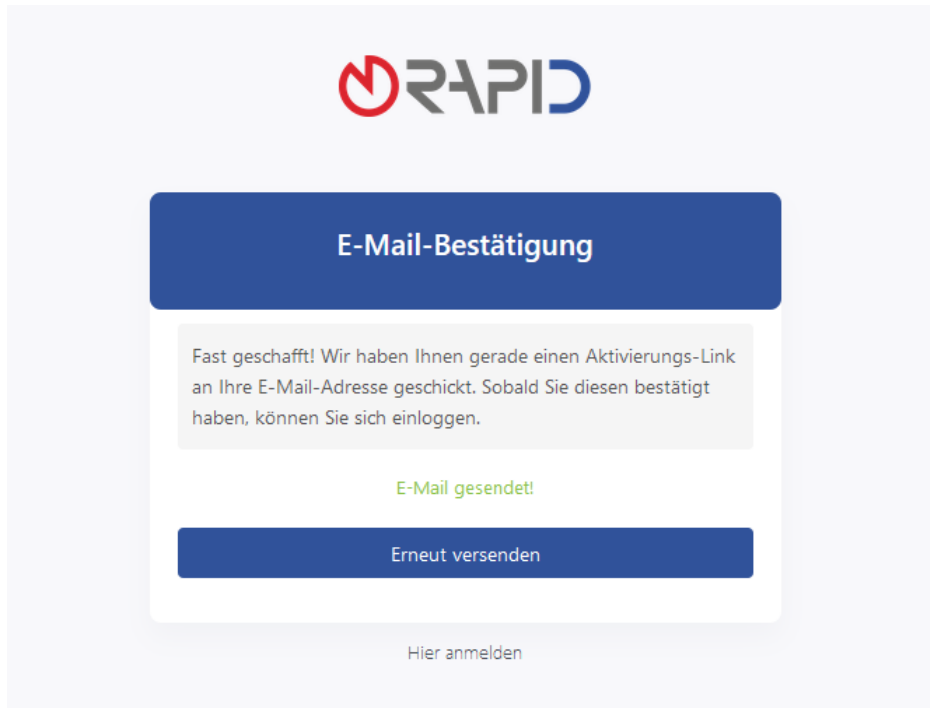 RAPID
E-Mail-Bestätigung
Fast geschafft! Wir haben Ihnen gerade einen Aktivierungs-Link
an Ihre E-Mail-Adresse geschickt. Sobald Sie diesen bestätigt
haben, können Sie sich einloggen.
E-Mail gesendet!
Erneut versenden
Hier anmelden